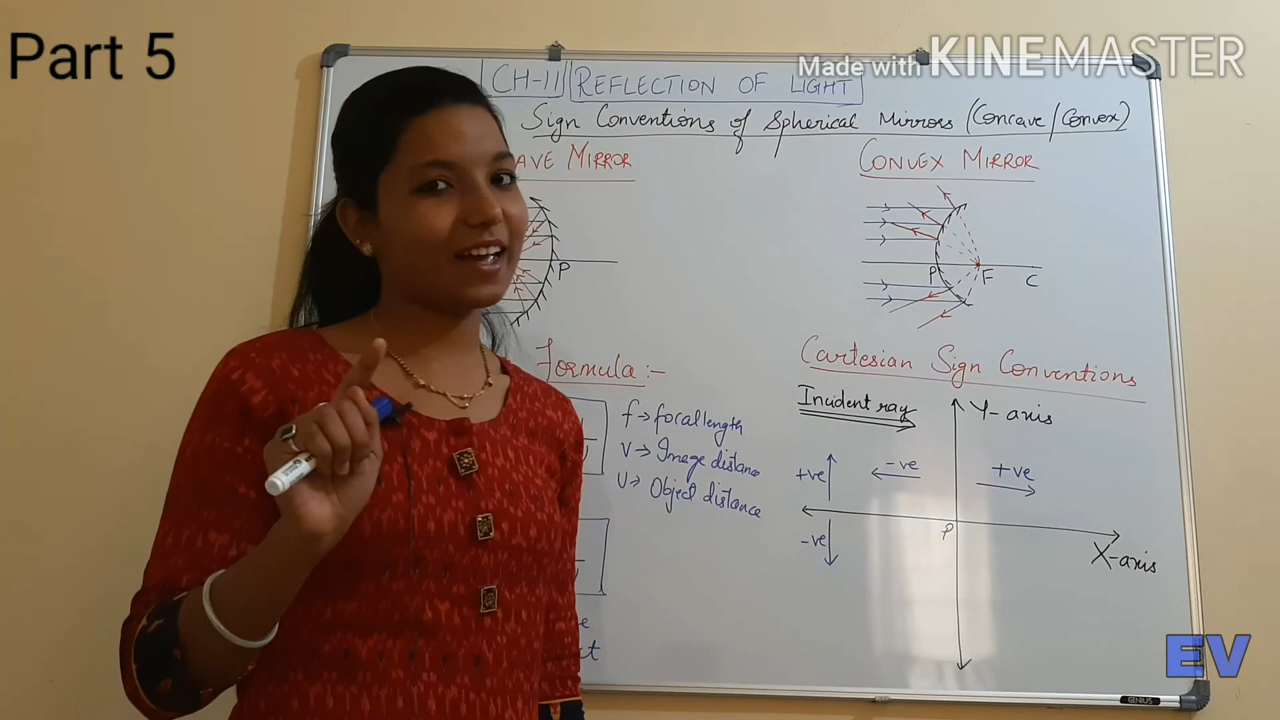 Part 5
Made with KINEMASTER
CH-11 REFLECTION OF LIGHT
Sign Conventions of Spherical Mirrors (Concave/Convex)
AVE MIRROR
CONVEX MIRROR
P
P F C
Formula:-
f→focal length
V→Image distance
U→Object distance
Cartesian Sign Conventions
Incident ray
Y-axis
+ve
-ve
+ve
-ve
P
X-axis
e
ct
EV
GENIUS